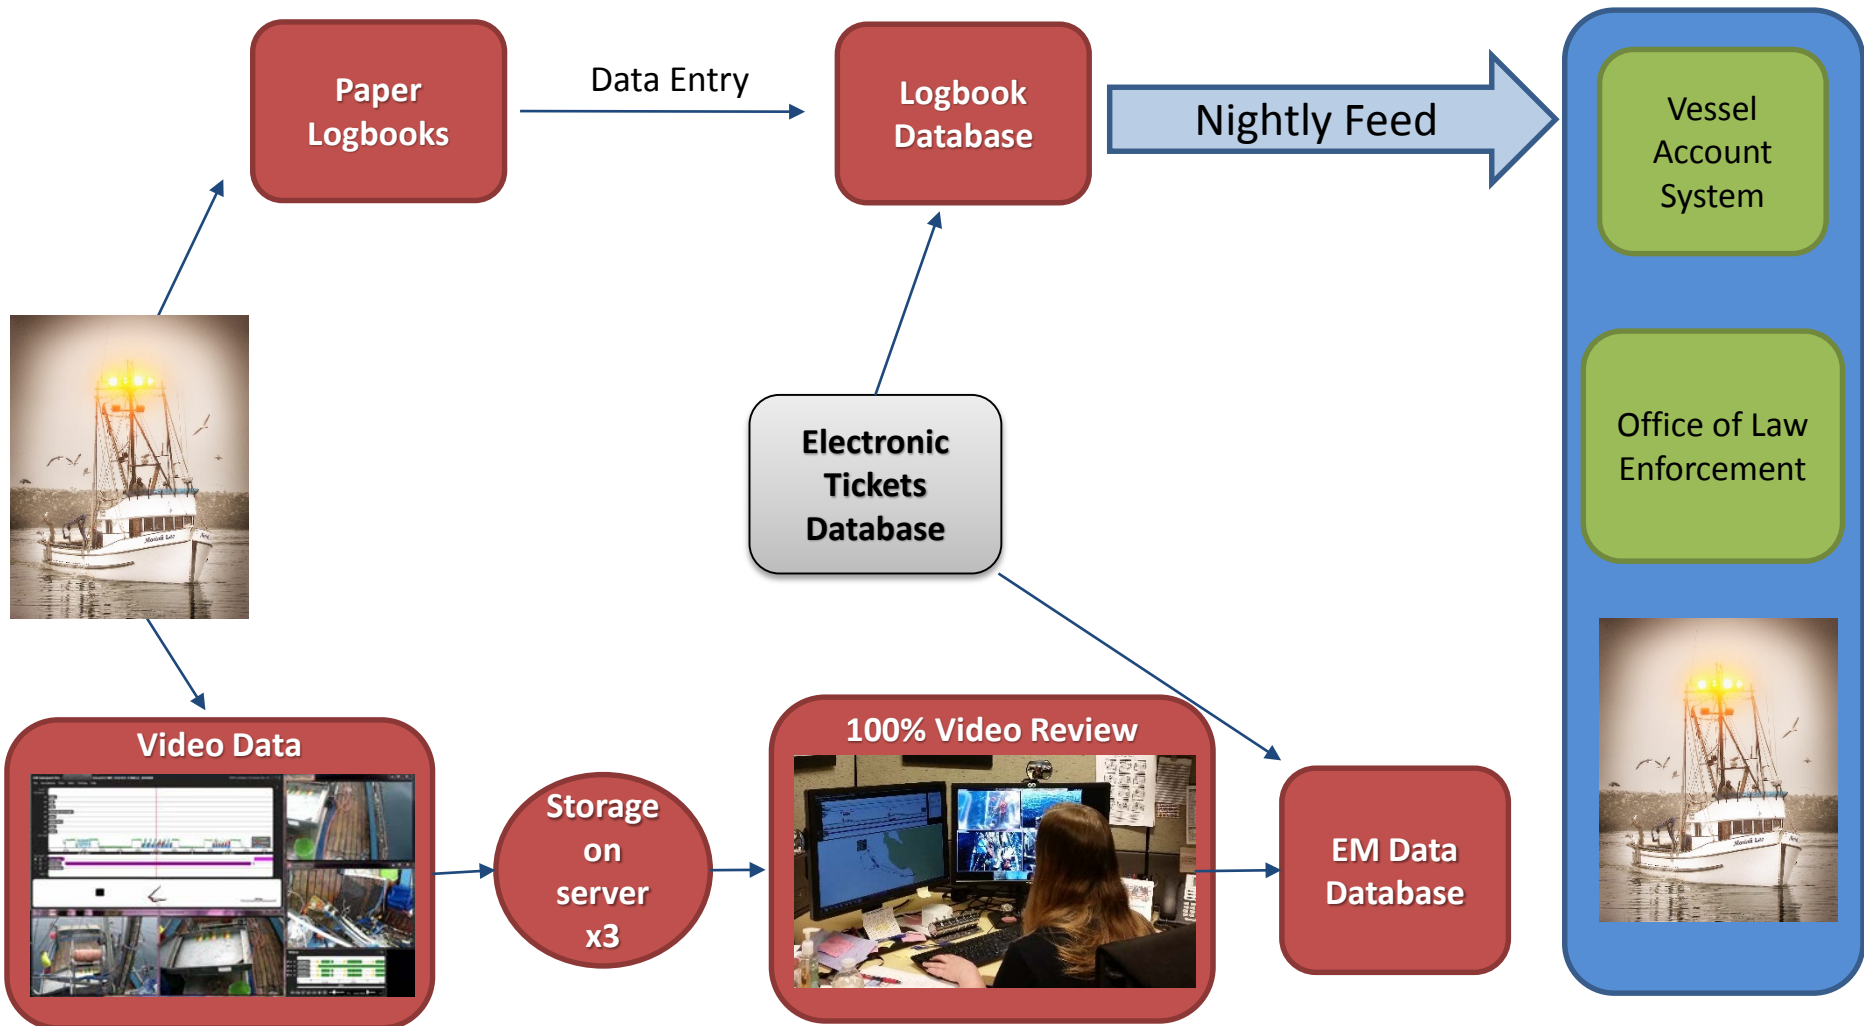 Paper
Logbooks
Data Entry
Logbook
Database
Nightly Feed
Vessel
Account
System
Electronic
Tickets
Database
Office of Law
Enforcement
Video Data
Storage
on
server
x3
100% Video Review
EM Data
Database